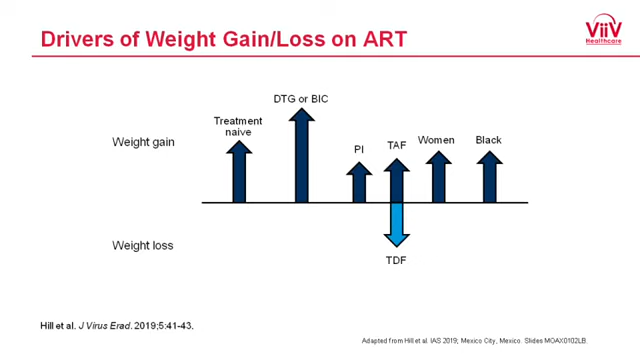 Drivers of Weight Gain/Loss on ART
ViiV
Healthcare
DTG or BIC
Treatment
naive
Weight gain
PI
TAF
Women
Black
Weight loss
TDF
Hill et al. J Virus Erad. 2019;5:41-43.
Adapted from Hill et al. IAS 2019; Mexico City, Mexico. Slides MOAX0102LB.